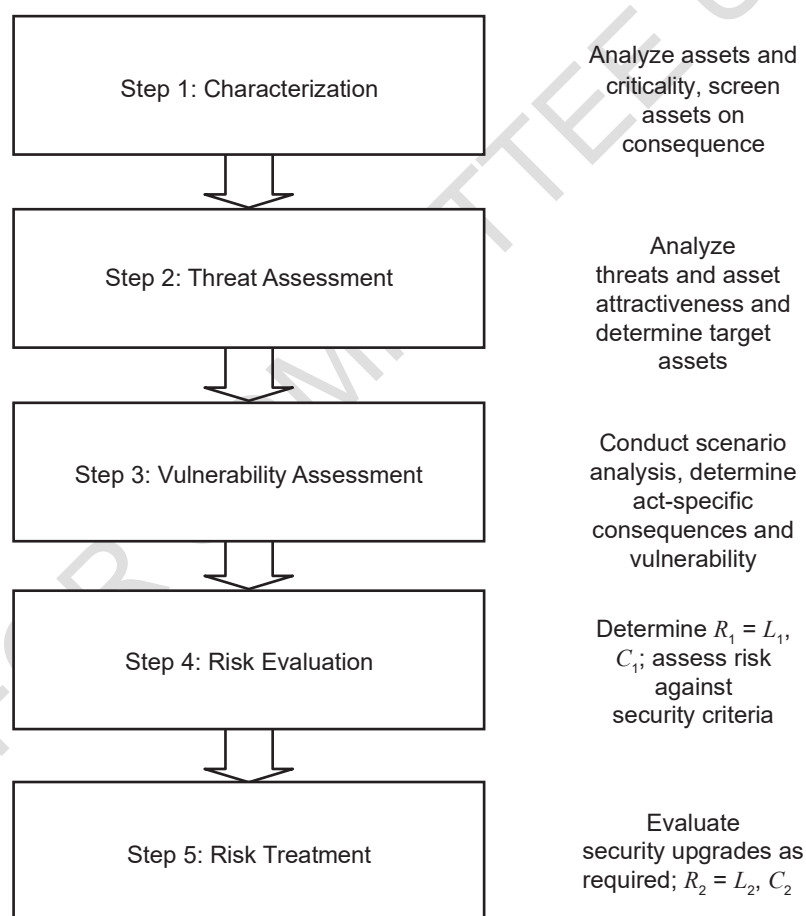 Step 1: Characterization
Analyze assets and
criticality, screen
assets on
consequence
Step 2: Threat Assessment
Analyze
threats and asset
attractiveness and
determine target
assets
Step 3: Vulnerability Assessment
Conduct scenario
analysis, determine
act-specific
consequences and
vulnerability
Step 4: Risk Evaluation
Determine R₁ = L₁,
C₁; assess risk
against
security criteria
Step 5: Risk Treatment
Evaluate
security upgrades as
required; R₂ = L₂, C₂